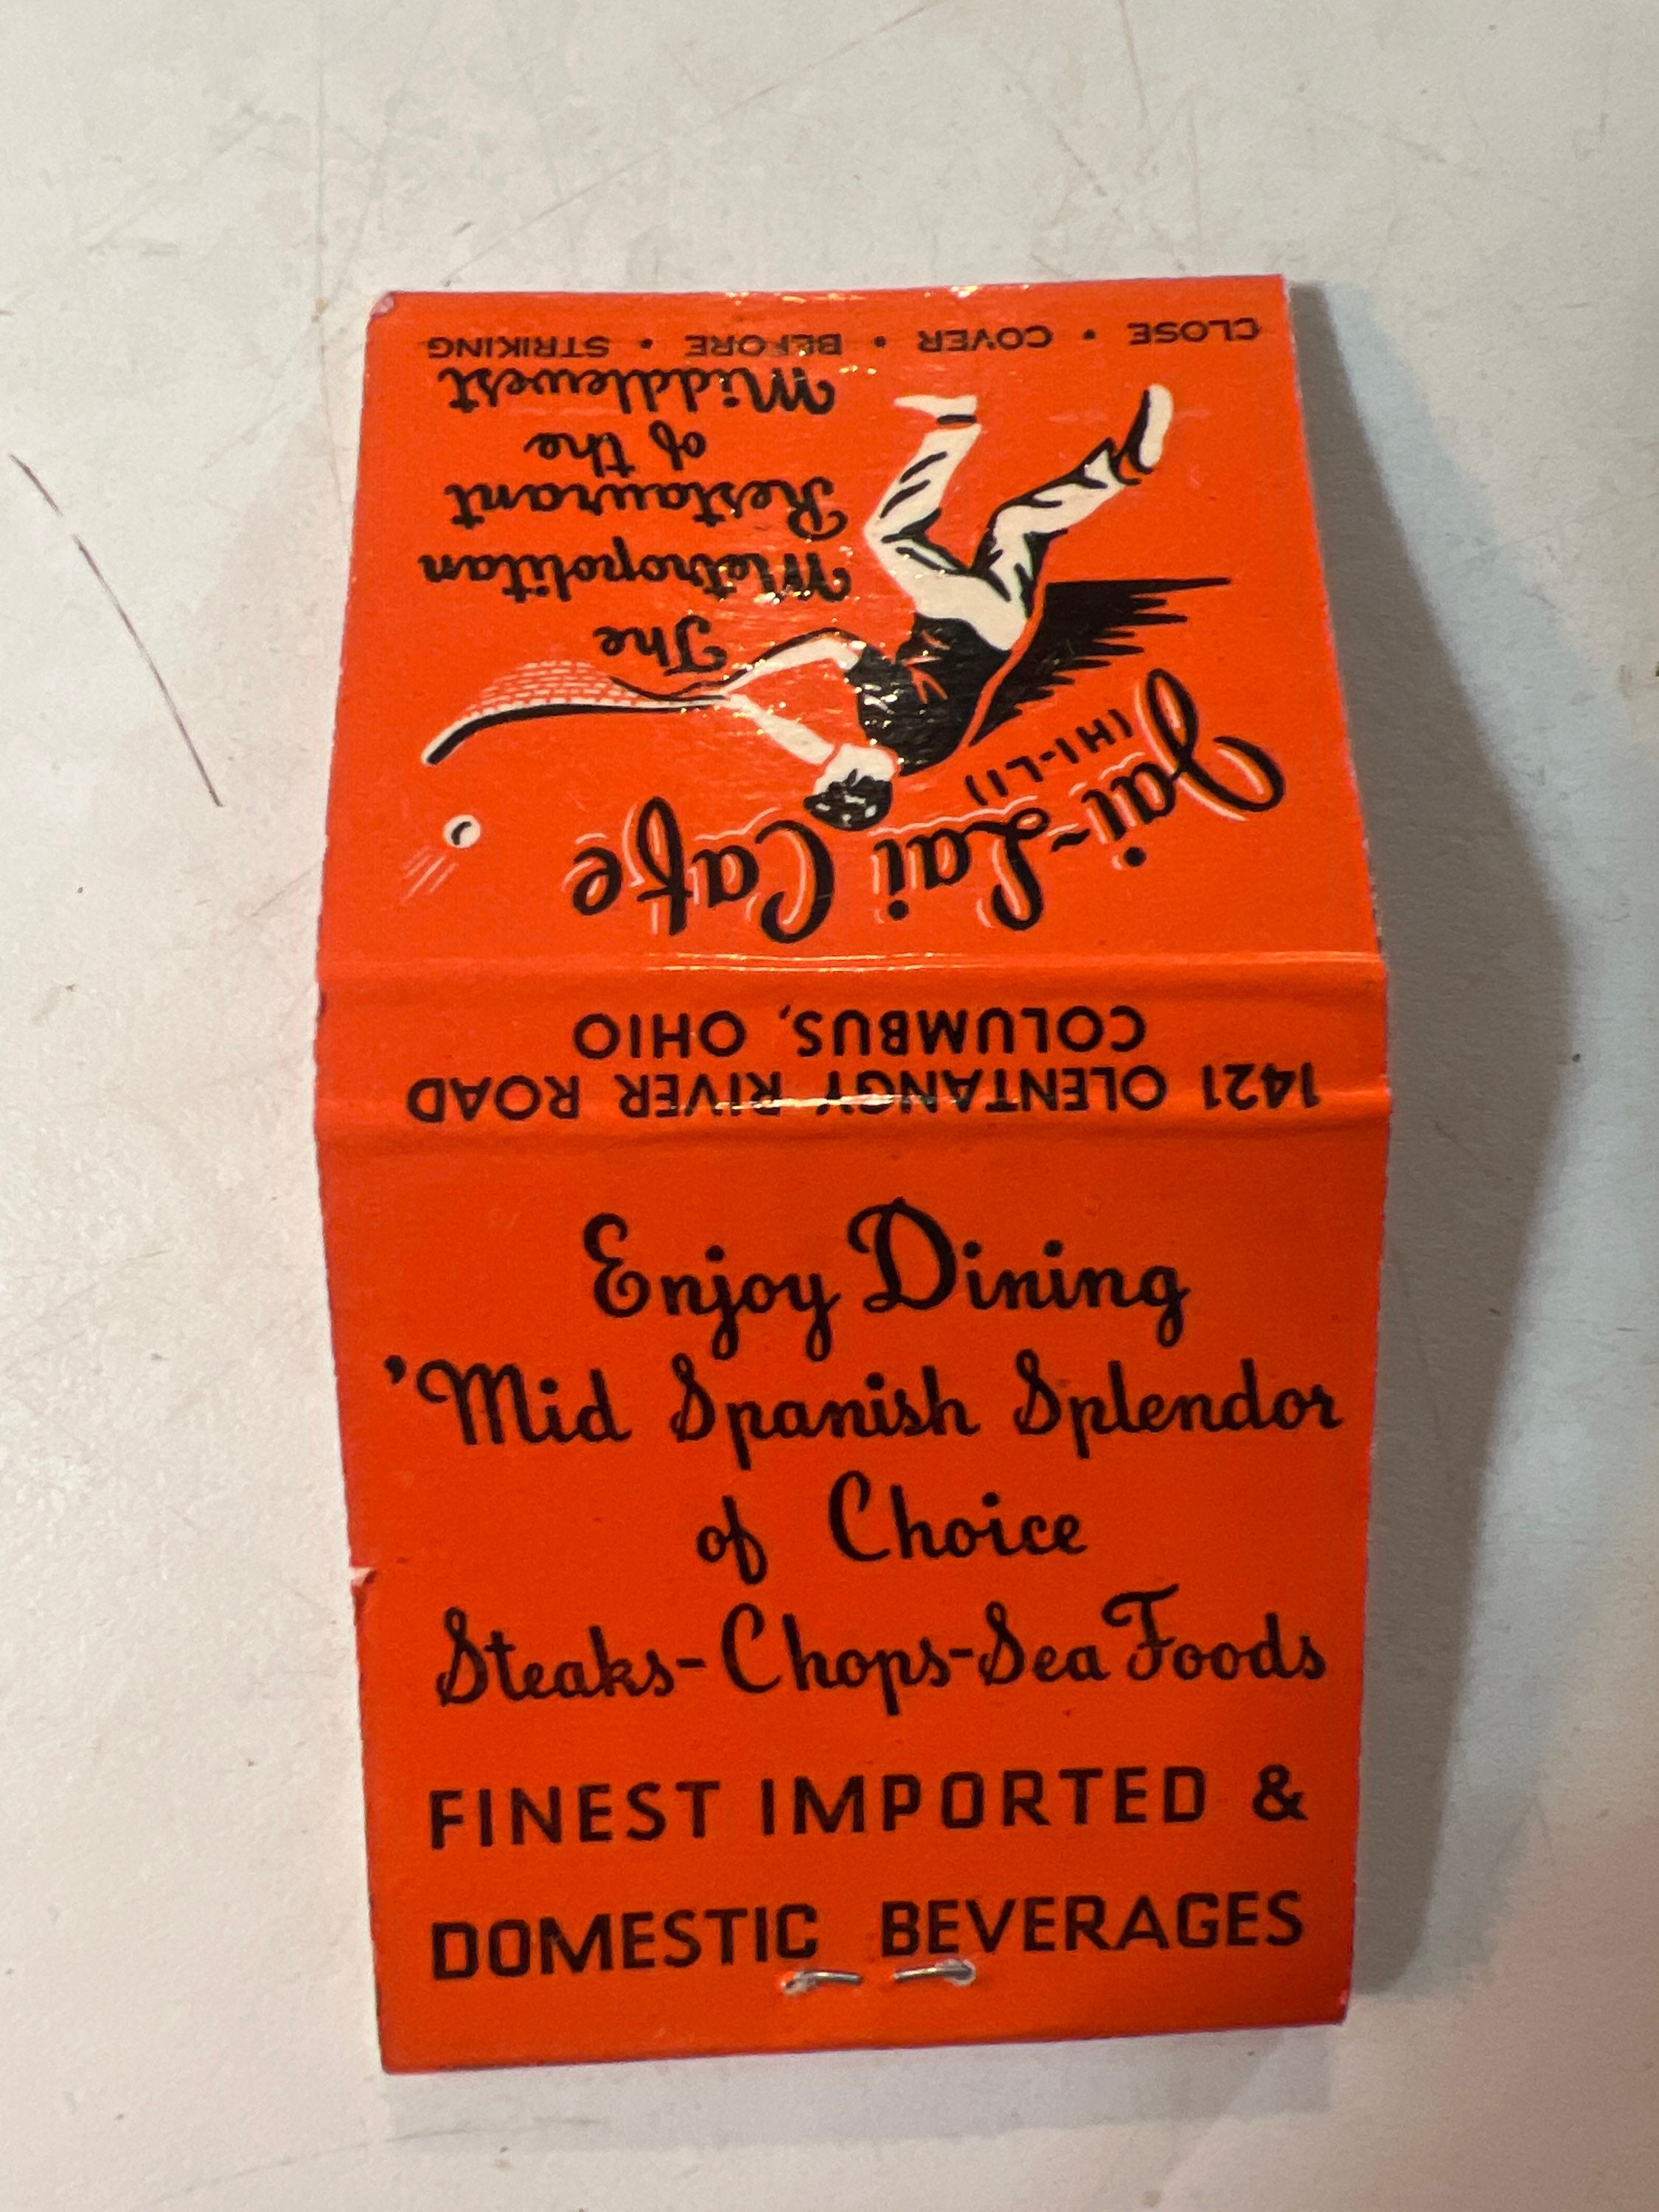 Jai-Lai Cafe
(HI-LI)
The
Metropolitan
Restaurant
of the
Middlewest
CLOSE • COVER • BEFORE • STRIKING
1421 OLENTANGY RIVER ROAD
COLUMBUS, OHIO
Enjoy Dining
'Mid Spanish Splendor
of Choice
Steaks-Chops-Sea Foods
FINEST IMPORTED &
DOMESTIC BEVERAGES